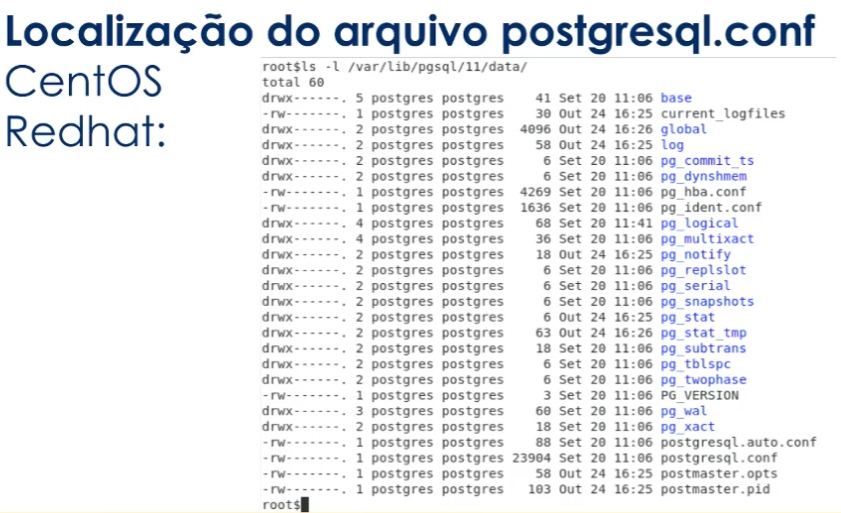 Localização do arquivo postgresql.conf
CentOS
Redhat:
root$ls -l /var/lib/pgsql/11/data/
total 60
drwx------. 5 postgres postgres    41 Set 20 11:06 base
-rw-------. 1 postgres postgres    30 Out 24 16:25 current_logfiles
drwx------. 2 postgres postgres  4096 Out 24 16:26 global
drwx------. 2 postgres postgres    58 Out 24 16:25 log
drwx------. 2 postgres postgres     6 Set 20 11:06 pg_commit_ts
drwx------. 2 postgres postgres     6 Set 20 11:06 pg_dynshmem
-rw-------. 1 postgres postgres  4269 Set 20 11:06 pg_hba.conf
-rw-------. 1 postgres postgres  1636 Set 20 11:06 pg_ident.conf
drwx------. 4 postgres postgres    68 Set 20 11:41 pg_logical
drwx------. 4 postgres postgres    36 Set 20 11:06 pg_multixact
drwx------. 2 postgres postgres    18 Out 24 16:25 pg_notify
drwx------. 2 postgres postgres     6 Set 20 11:06 pg_replslot
drwx------. 2 postgres postgres     6 Set 20 11:06 pg_serial
drwx------. 2 postgres postgres     6 Set 20 11:06 pg_snapshots
drwx------. 2 postgres postgres     6 Out 24 16:25 pg_stat
drwx------. 2 postgres postgres    63 Out 24 16:26 pg_stat_tmp
drwx------. 2 postgres postgres    18 Set 20 11:06 pg_subtrans
drwx------. 2 postgres postgres     6 Set 20 11:06 pg_tblspc
drwx------. 2 postgres postgres     6 Set 20 11:06 pg_twophase
-rw-------. 1 postgres postgres     3 Set 20 11:06 PG_VERSION
drwx------. 3 postgres postgres    60 Set 20 11:06 pg_wal
drwx------. 2 postgres postgres    18 Set 20 11:06 pg_xact
-rw-------. 1 postgres postgres    88 Set 20 11:06 postgresql.auto.conf
-rw-------. 1 postgres postgres 23904 Set 20 11:06 postgresql.conf
-rw-------. 1 postgres postgres    58 Out 24 16:25 postmaster.opts
-rw-------. 1 postgres postgres   103 Out 24 16:25 postmaster.pid
root$